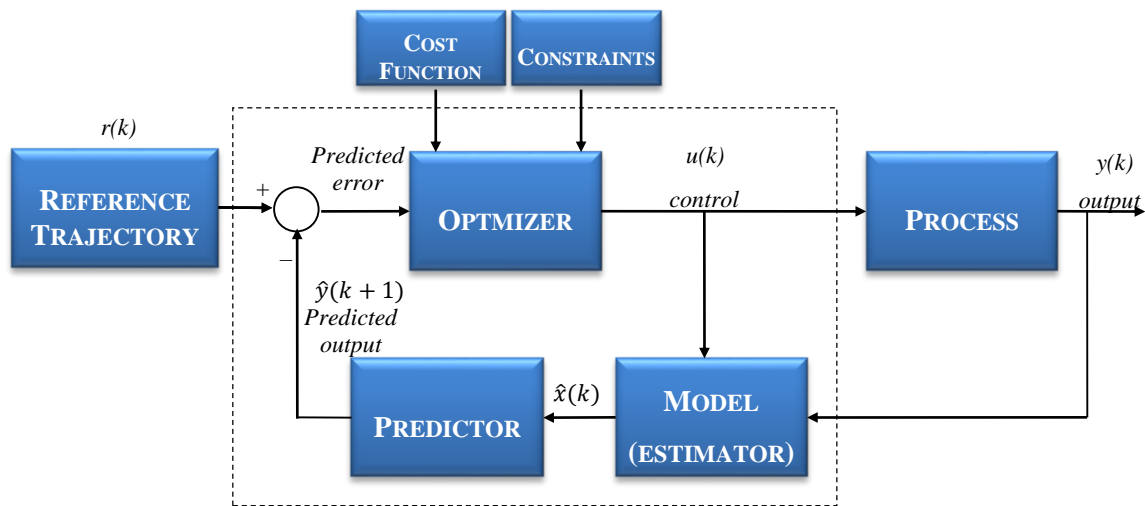 COST
FUNCTION
CONSTRAINTS
r(k)
REFERENCE
TRAJECTORY
+
−
Predicted
error
OPTMIZER
u(k)
control
PROCESS
y(k)
output
ŷ(k + 1)
Predicted
output
PREDICTOR
x̂(k)
MODEL
(ESTIMATOR)